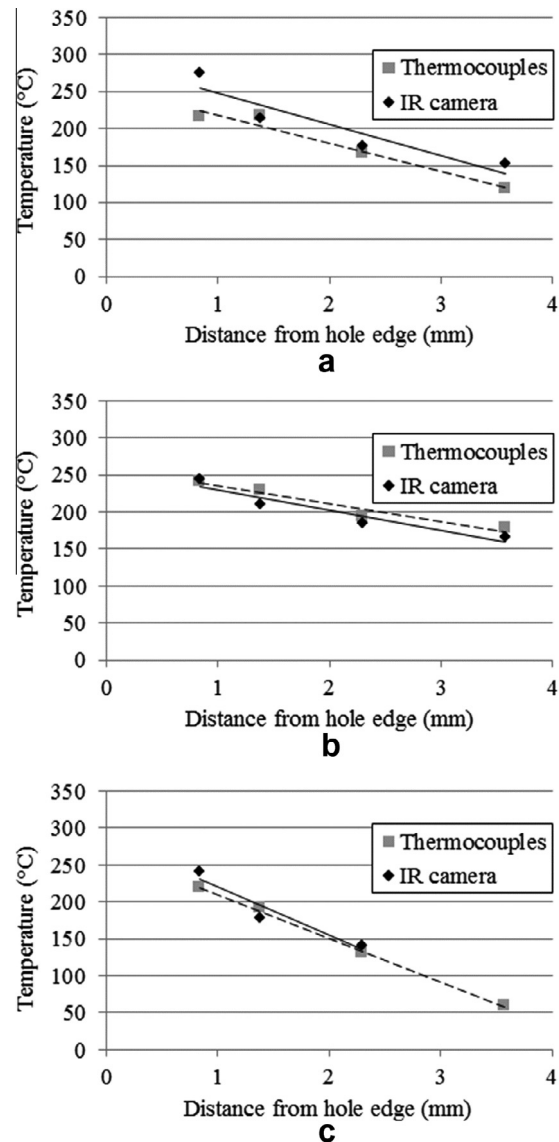 350
300
250
200
150
100
50
0
Temperature (°C)
Thermocouples
IR camera
0 1 2 3 4
Distance from hole edge (mm)
a
350
300
250
200
150
100
50
0
Temperature (°C)
Thermocouples
IR camera
0 1 2 3 4
Distance from hole edge (mm)
b
350
300
250
200
150
100
50
0
Temperature (°C)
Thermocouples
IR camera
0 1 2 3 4
Distance from hole edge (mm)
c